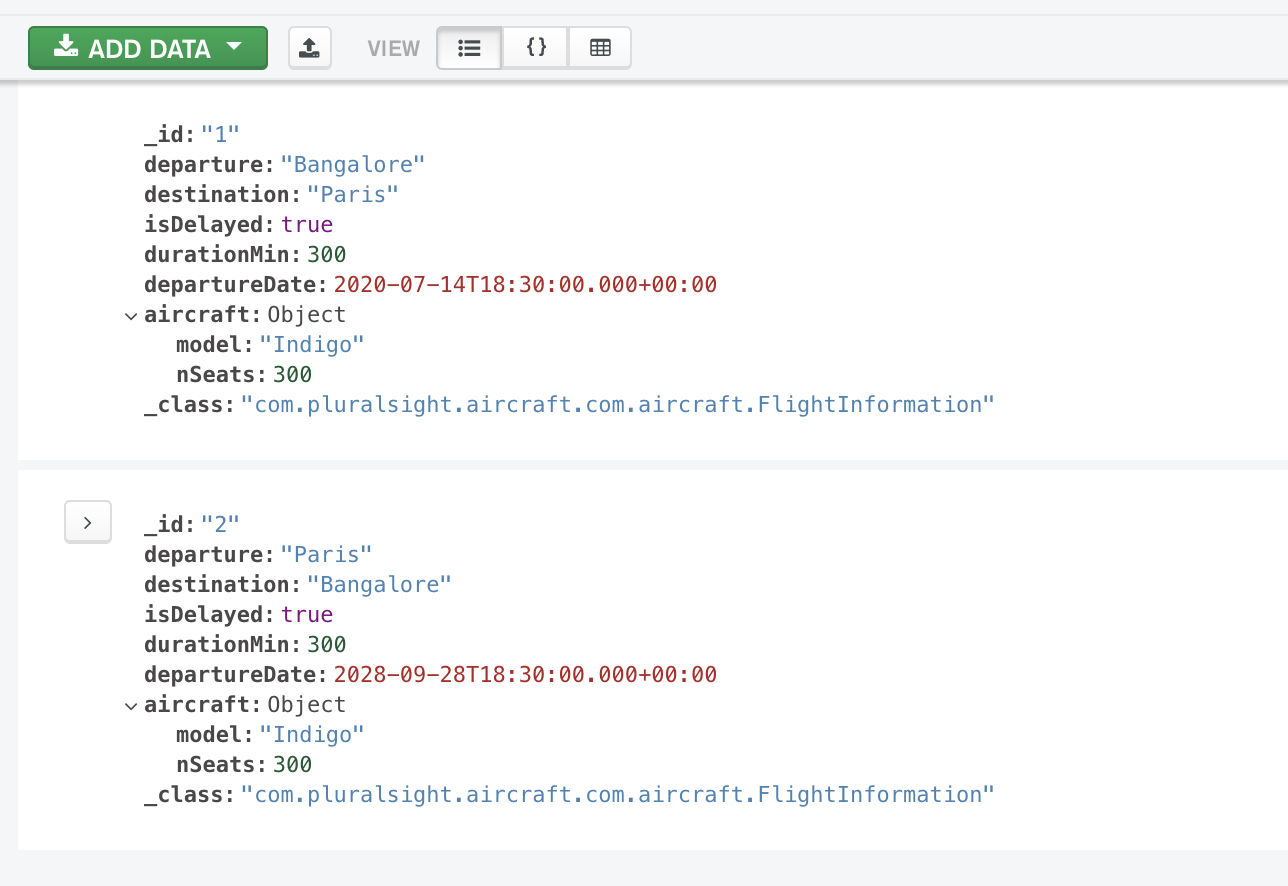 ADD DATA VIEW {}
_id: "1"
departure: "Bangalore"
destination: "Paris"
isDelayed: true
durationMin: 300
departureDate: 2020-07-14T18:30:00.000+00:00
aircraft: Object
model: "Indigo"
nSeats: 300
_class: "com.pluralsight.aircraft.com.aircraft.FlightInformation"
_id: "2"
departure: "Paris"
destination: "Bangalore"
isDelayed: true
durationMin: 300
departureDate: 2028-09-28T18:30:00.000+00:00
aircraft: Object
model: "Indigo"
nSeats: 300
_class: "com.pluralsight.aircraft.com.aircraft.FlightInformation"